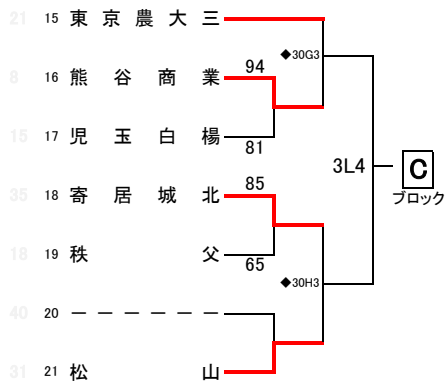 21 15 東京農大三
◆30G3
8 16 熊谷商業 94
15 17 児玉白楊 81
3L4 C
ブロック
35 18 寄居城北 85
18 19 秩父 65
◆30H3
40 20 ー ー ー ー ー ー
31 21 松山